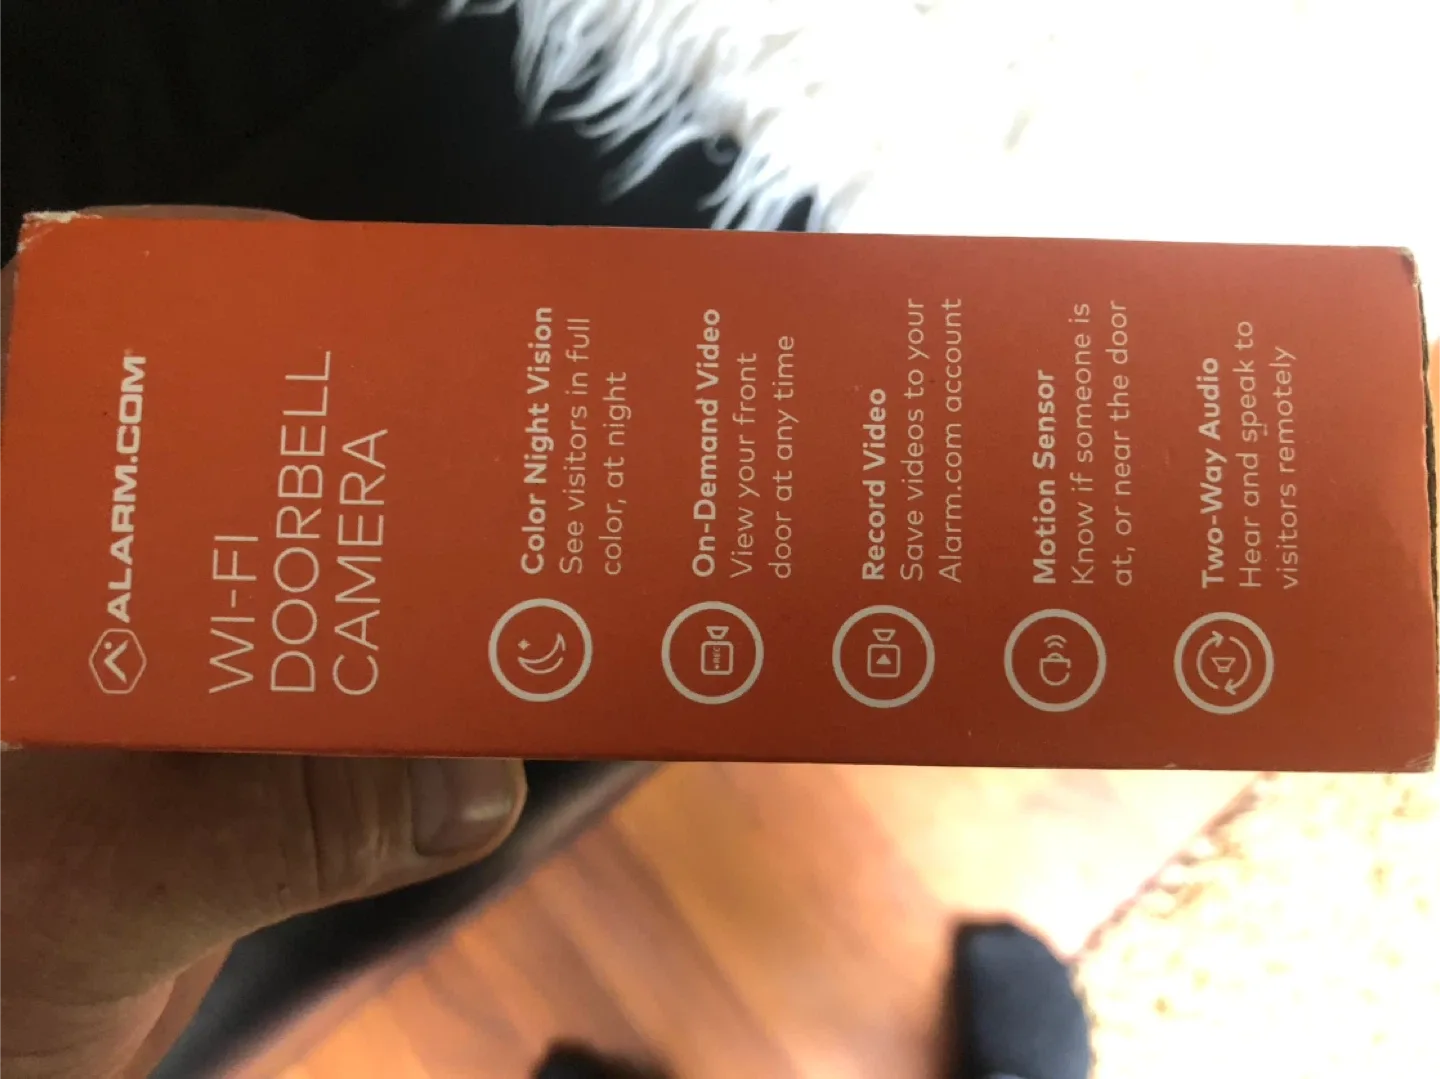 ALARM.COM
WI-FI
DOORBELL
CAMERA
Color Night Vision
See visitors in full
color, at night
•REC
On-Demand Video
View your front
door at any time
Record Video
Save videos to your
Alarm.com account
Motion Sensor
Know if someone is
at, or near the door
Two-Way Audio
Hear and speak to
visitors remotely